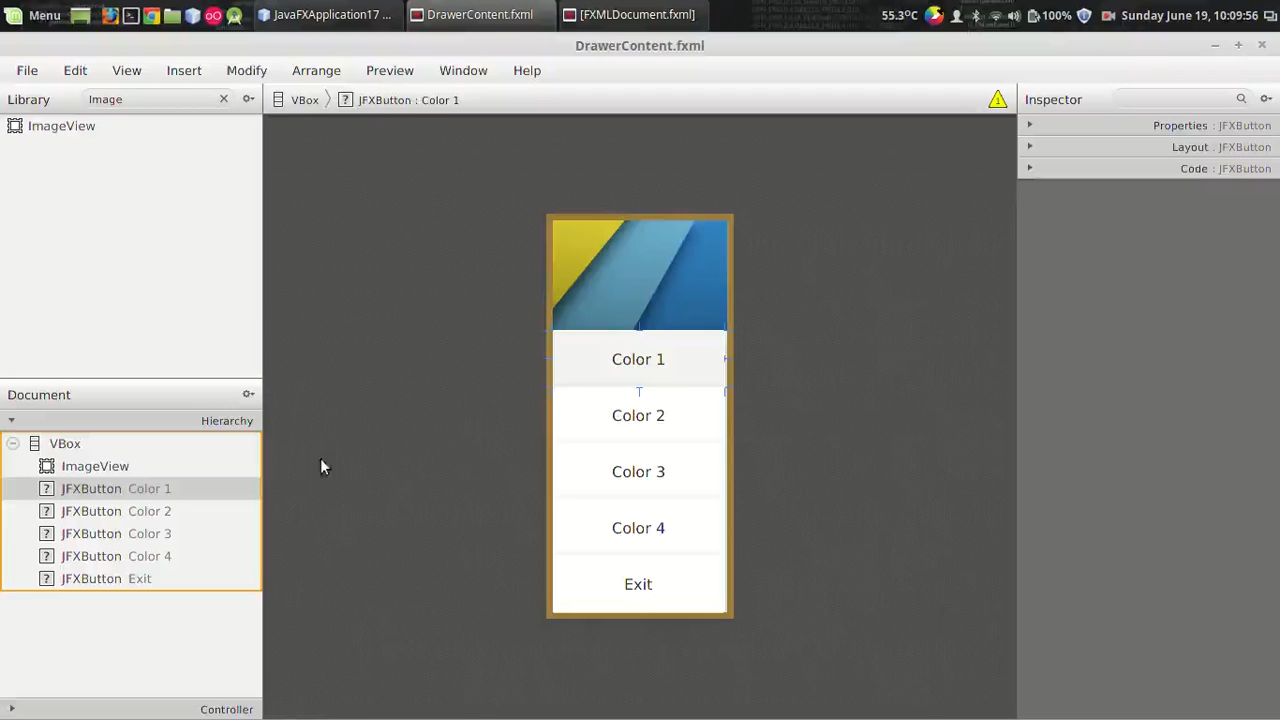 Menu
JavaFXApplication17 ...
DrawerContent.fxml
[FXMLDocument.fxml]
55.3°C
100%
Sunday June 19, 10:09:56
DrawerContent.fxml
File Edit View Insert Modify Arrange Preview Window Help
Library
Image
VBox
? JFXButton : Color 1
1
Inspector
ImageView
Properties : JFXButton
Layout : JFXButton
Code : JFXButton
Color 1
Color 2
Color 3
Color 4
Exit
Document
Hierarchy
VBox
ImageView
? JFXButton Color 1
? JFXButton Color 2
? JFXButton Color 3
? JFXButton Color 4
? JFXButton Exit
Controller